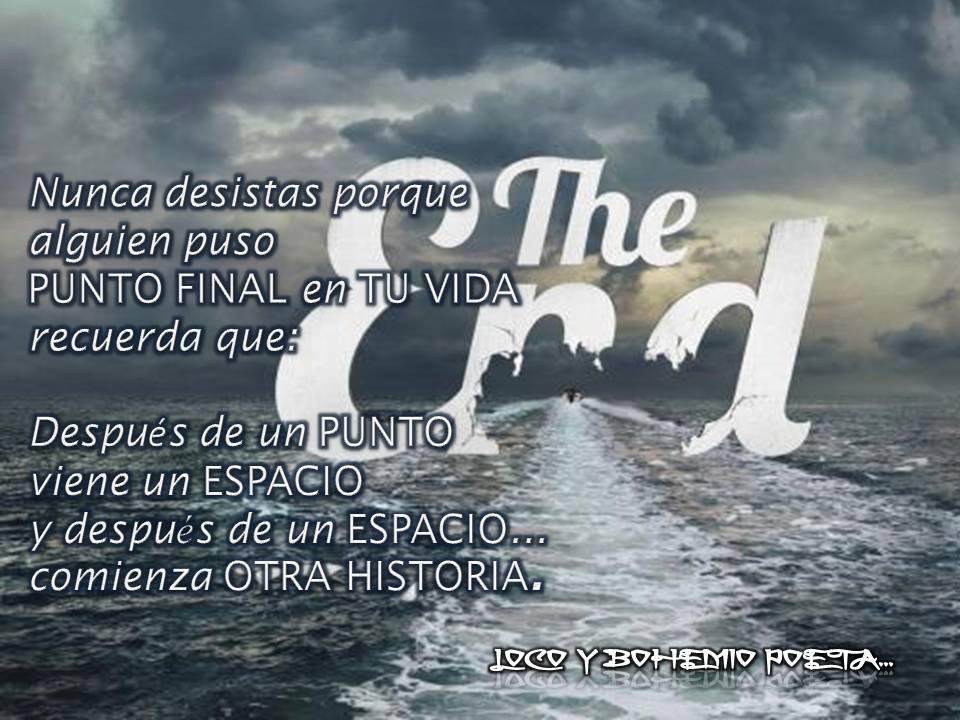 The
End
Nunca desistas porque
alguien puso
PUNTO FINAL en TU VIDA
recuerda que:
Después de un PUNTO
viene un ESPACIO
y después de un ESPACIO...
comienza OTRA HISTORIA.
LOCO Y BOHEMIO POETA...